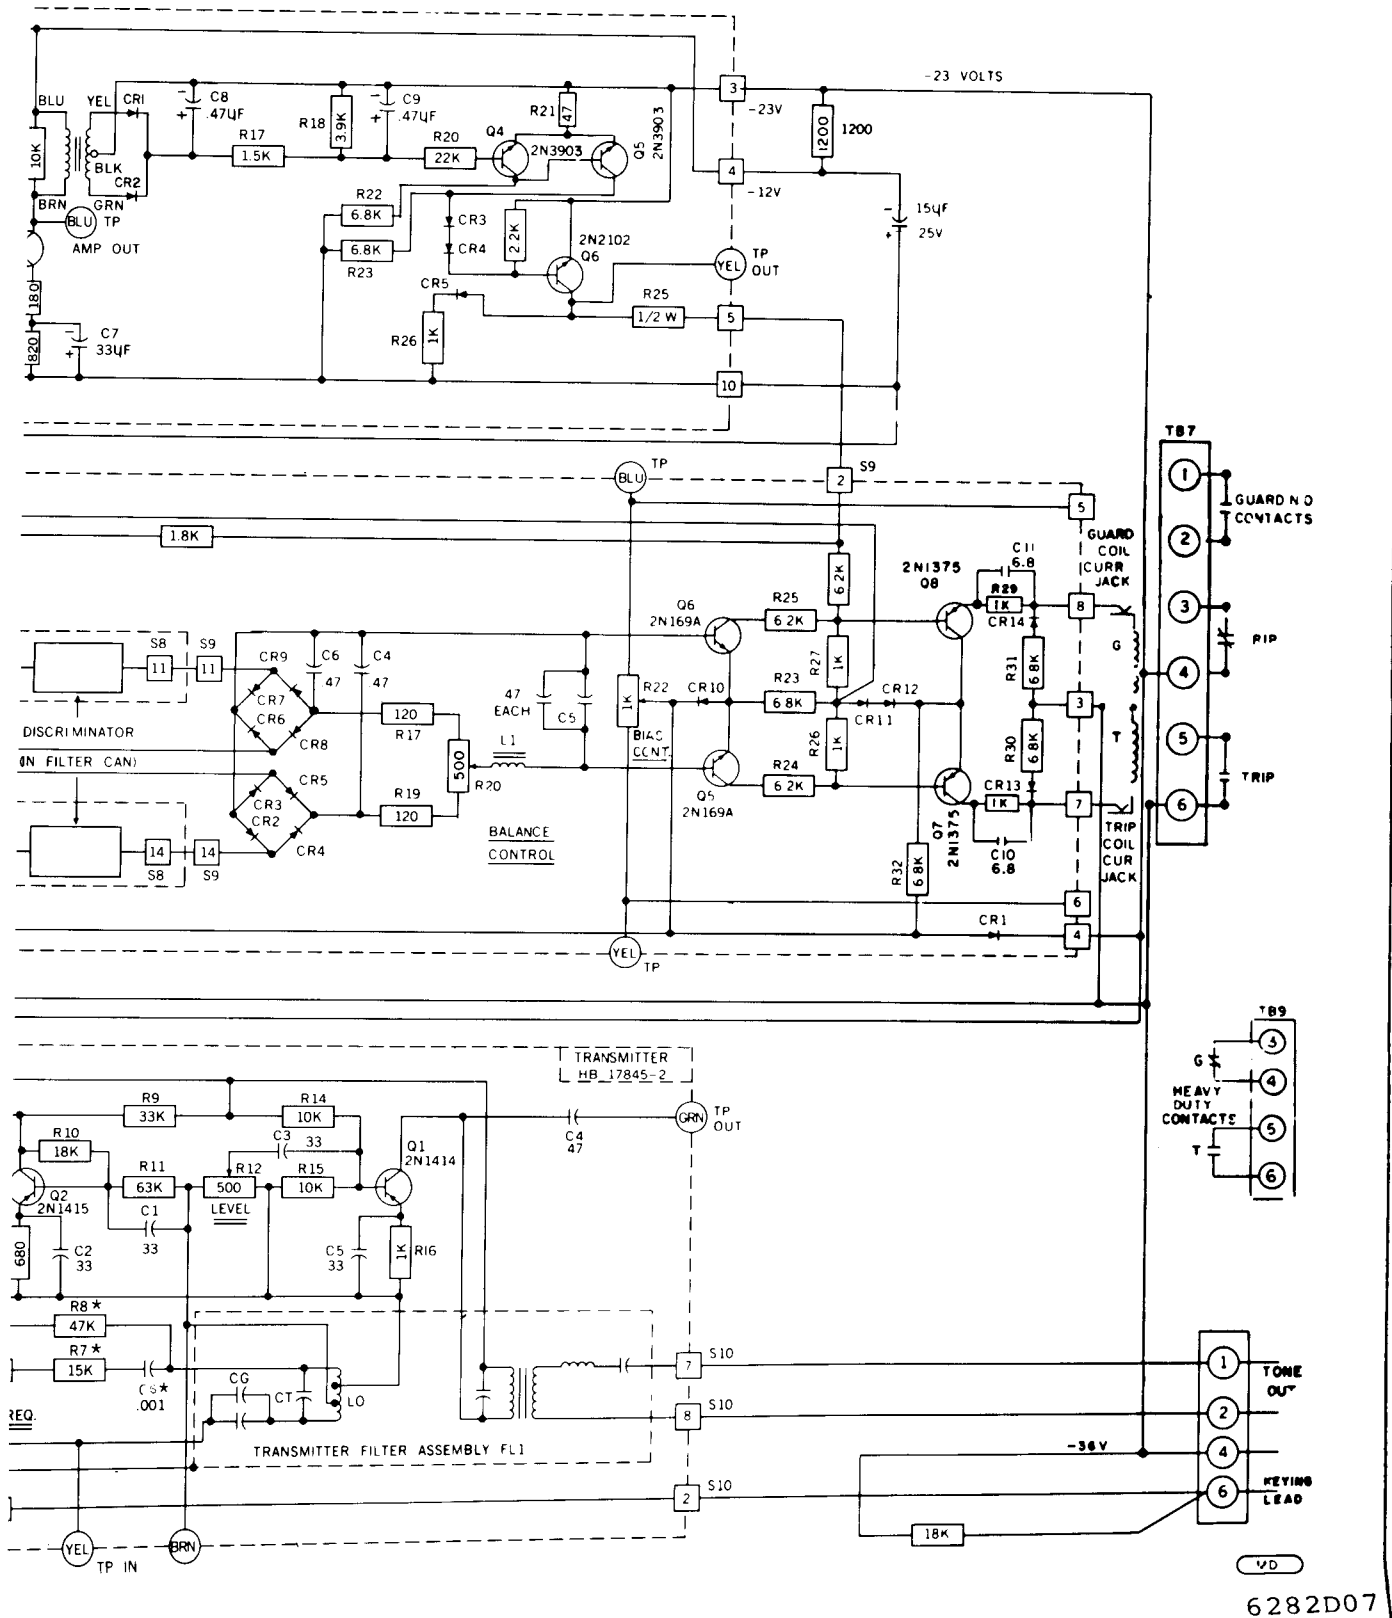 -23 VOLTS
3
-23V
BLU
YEL
CR1
C8
.47µF
C9
.47µF
R21
47
2N3903
R18
3.9K
1200
1200
10K
R17
1.5K
R20
22K
Q4
2N3903
Q5
BLK
CR2
4
-12V
BRN
GRN
BLU
TP
AMP OUT
R22
6.8K
6.8K
R23
CR3
CR4
2.2K
2N2102
Q6
15µF
25V
YEL
TP
OUT
CR5
180
R25
1/2 W
5
C7
33µF
820
R26
1K
10
TB7
BLU
TP
2
S9
5
1
GUARD N O
CONTACTS
1.8K
GUARD
COIL
CURR
JACK
2
2N1375
Q8
C11
6.8
R29
1K
6.2K
8
3
Q6
2N169A
R25
6.2K
CR14
G
S8
S9
11
11
C6
.47
C4
.47
CR9
CR7
CR6
CR8
R27
1K
R31
6.8K
4
47
EACH
C5
1K
R22
CR10
R23
6.8K
CR12
CR11
3
120
R17
DISCRIMINATOR
(IN FILTER CAN)
L1
500
R20
CONT.
R26
1K
R30
6.8K
T
5
TRIP
CR5
CR3
CR2
CR4
R19
120
Q5
2N169A
R24
6.2K
CR13
1K
7
6
Q7
2N1375
C10
6.8
BALANCE
CONTROL
TRIP
COIL
CUR
JACK
14
14
S8
S9
R32
6.8K
6
CR1
4
YEL
TP
TB9
3
G
4
HEAVY
DUTY
CONTACTS
5
T
6
TRANSMITTER
HB 17845-2
R9
33K
R14
10K
GRN
TP
OUT
R10
18K
C3
33
C4
47
Q1
2N1414
R11
63K
R12
500
LEVEL
R15
10K
Q2
2N1415
C1
33
680
C2
33
C5
33
1K
R16
R8*
47K
R7*
15K
.001
CG
CT
LO
7
S10
1
TONE
OUT
REQ.
8
S10
2
TRANSMITTER FILTER ASSEMBLY FL1
-36V
4
2
S10
6
KEYING
LEAD
18K
YEL
TP IN
BRN
6282D07